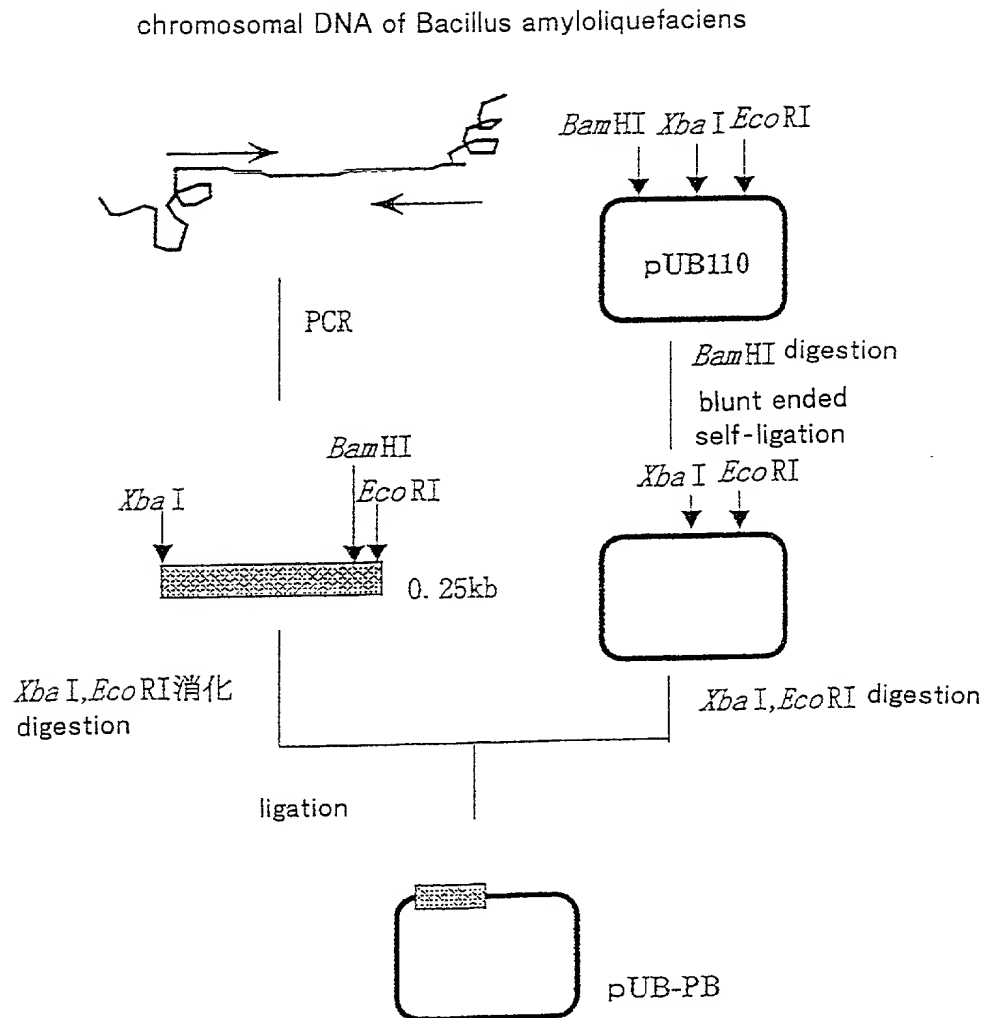 chromosomal DNA of Bacillus amyloliquefaciens
BamHI XbaI EcoRI
pUB110
PCR
BamHI digestion
blunt ended
self-ligation
BamHI
EcoRI
XbaI
0.25kb
XbaI EcoRI
XbaI,EcoRI消化
digestion
XbaI,EcoRI digestion
ligation
pUB-PB